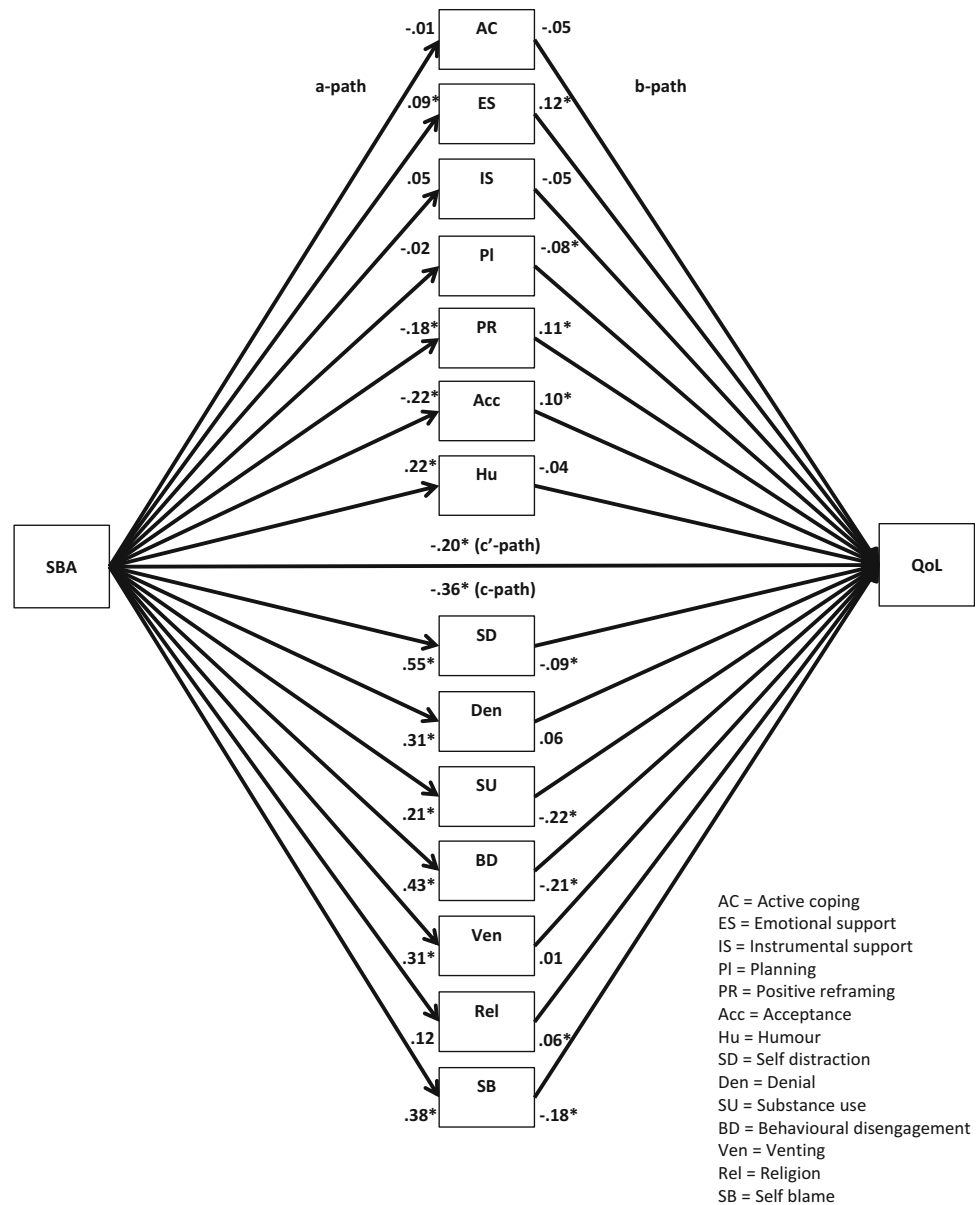 -.01 AC -.05
a-path b-path
.09* ES .12*
.05 IS -.05
-.02 Pl -.08*
-.18* PR .11*
-.22* Acc .10*
.22* Hu -.04
-.20* (c'-path)
SBA QoL
-.36* (c-path)
SD
.55* -.09*
Den
.31* .06
SU
.21* -.22*
BD
.43* -.21*
Ven
.31* .01
Rel
.12 .06*
SB
.38* -.18*
AC = Active coping
ES = Emotional support
IS = Instrumental support
Pl = Planning
PR = Positive reframing
Acc = Acceptance
Hu = Humour
SD = Self distraction
Den = Denial
SU = Substance use
BD = Behavioural disengagement
Ven = Venting
Rel = Religion
SB = Self blame